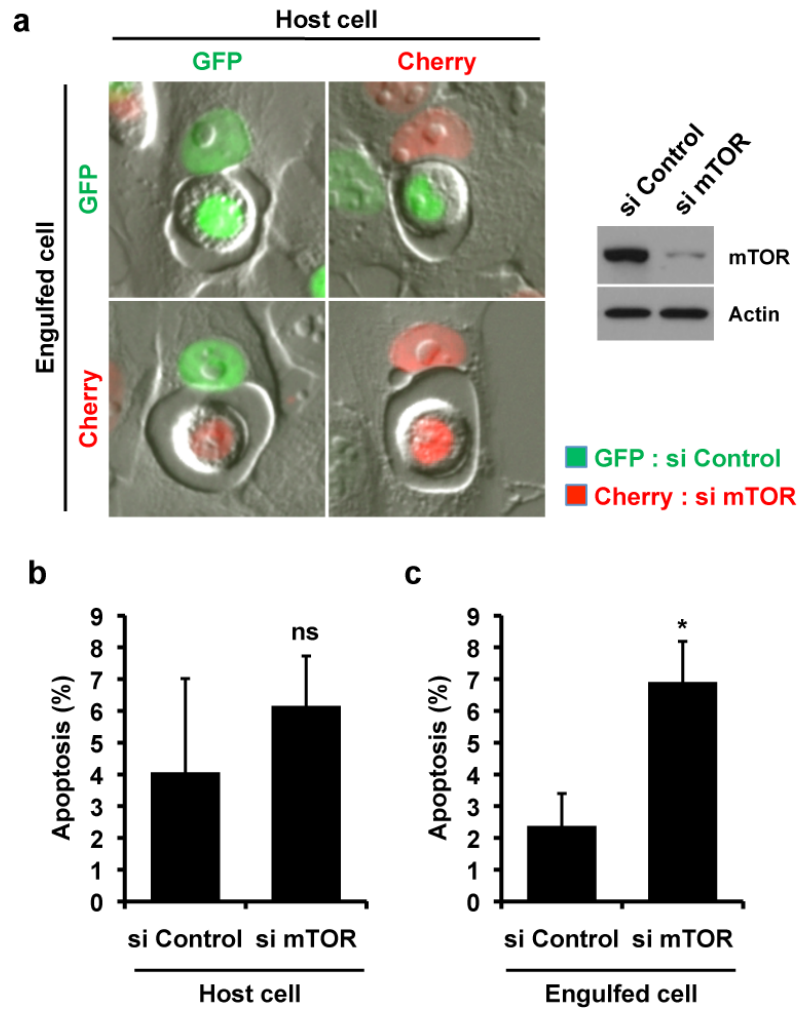 a
Host cell
GFP
Cherry
Engulfed cell
GFP
Cherry
si Control
si mTOR
mTOR
Actin
GFP : si Control
Cherry : si mTOR
b
Apoptosis (%)
9
8
7
6
5
4
3
2
1
0
ns
si Control
si mTOR
Host cell
c
Apoptosis (%)
9
8
7
6
5
4
3
2
1
0
*
si Control
si mTOR
Engulfed cell